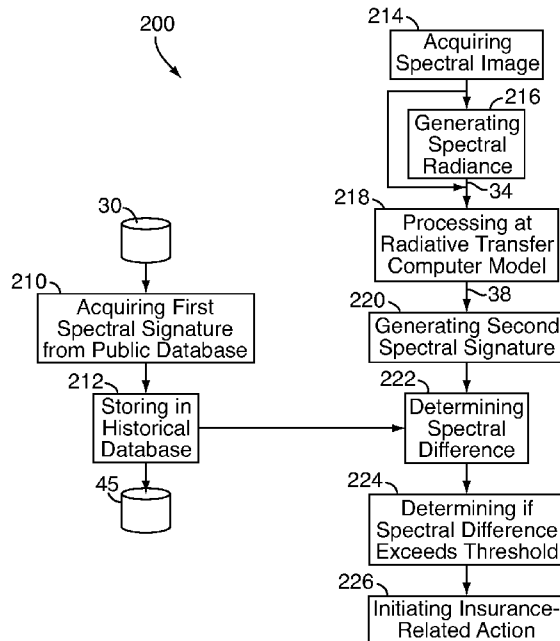 200
214
Acquiring
Spectral Image
216
Generating
Spectral
Radiance
34
218
Processing at
Radiative Transfer
Computer Model
38
30
210
Acquiring First
Spectral Signature
from Public Database
220
Generating Second
Spectral Signature
212
Storing in
Historical
Database
222
Determining
Spectral
Difference
45
224
Determining if
Spectral Difference
Exceeds Threshold
226
Initiating Insurance-
Related Action